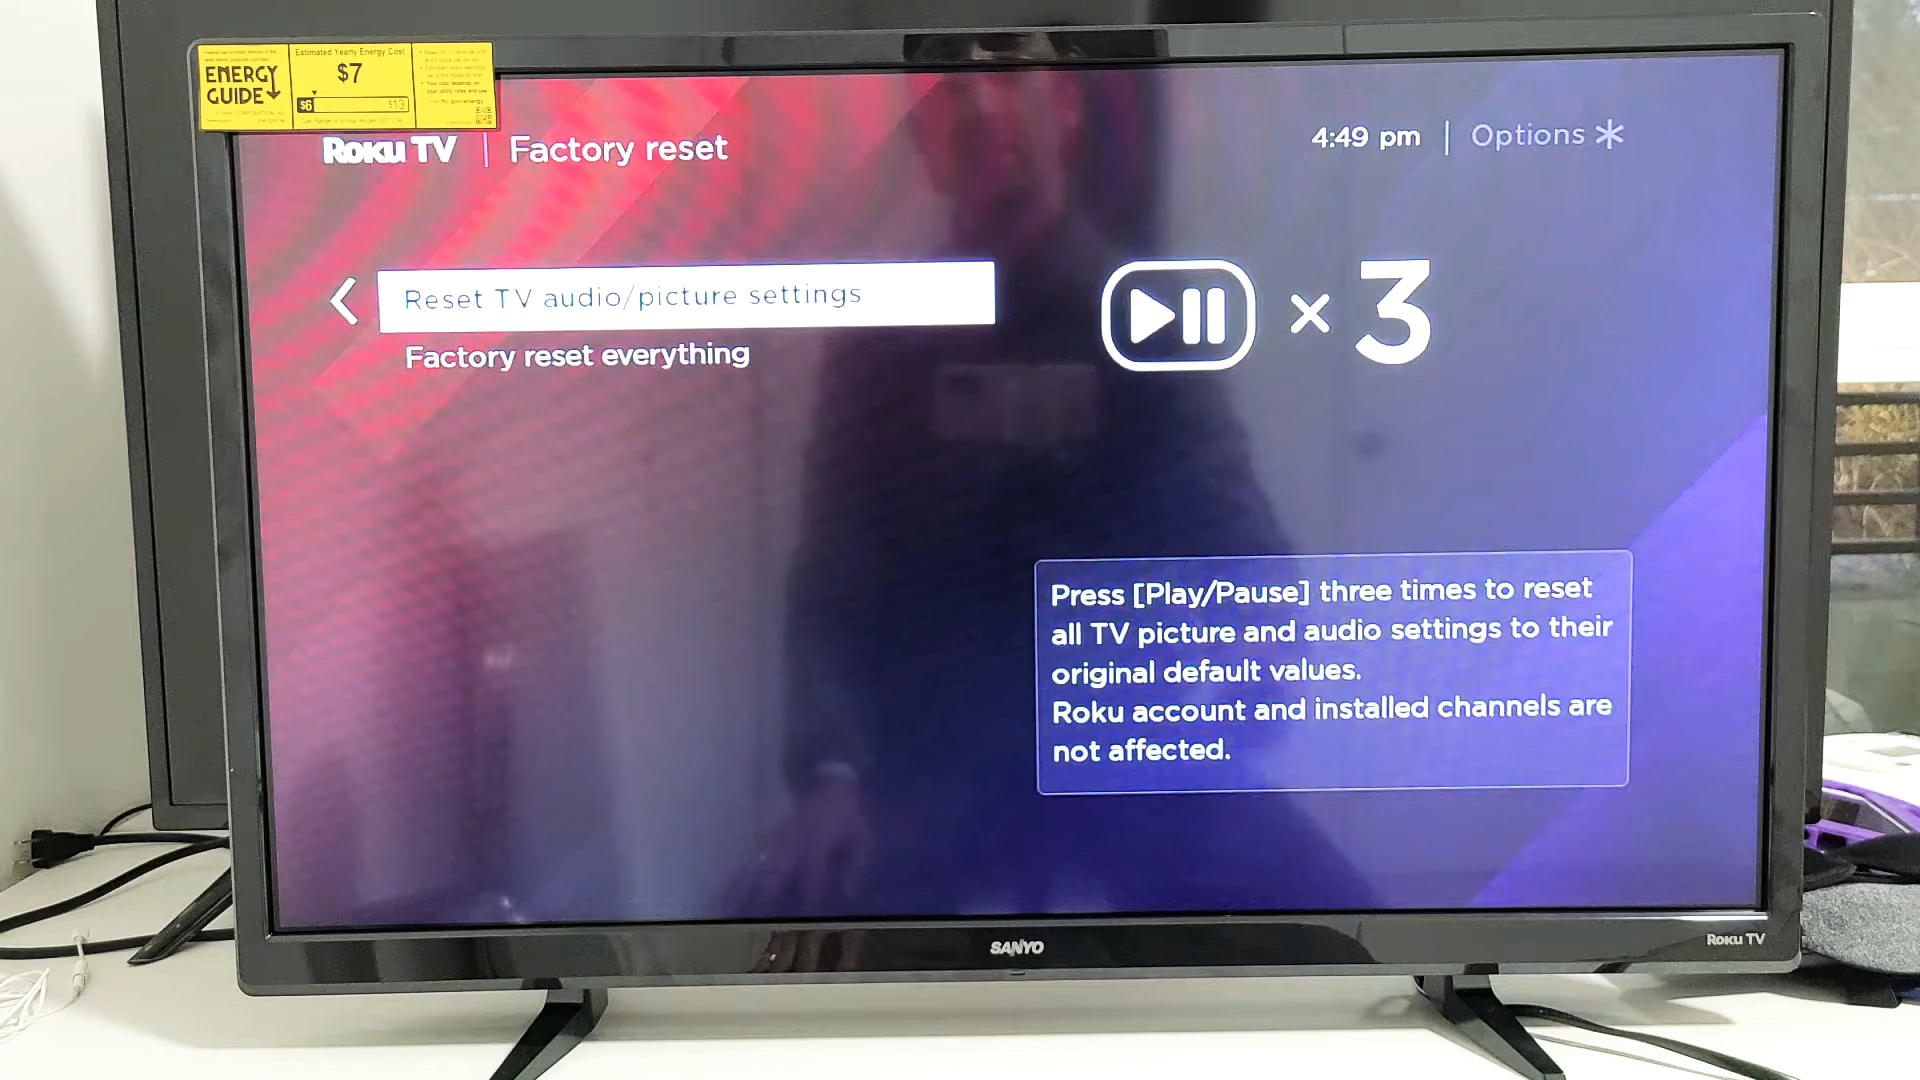 ENERGY
GUIDE
Estimated Yearly Energy Cost
$7
$6
$13
Roku TV
Factory reset
4:49 pm
Options
Reset TV audio/picture settings
Factory reset everything
× 3
Press [Play/Pause] three times to reset
all TV picture and audio settings to their
original default values.
Roku account and installed channels are
not affected.
SANYO
Roku TV